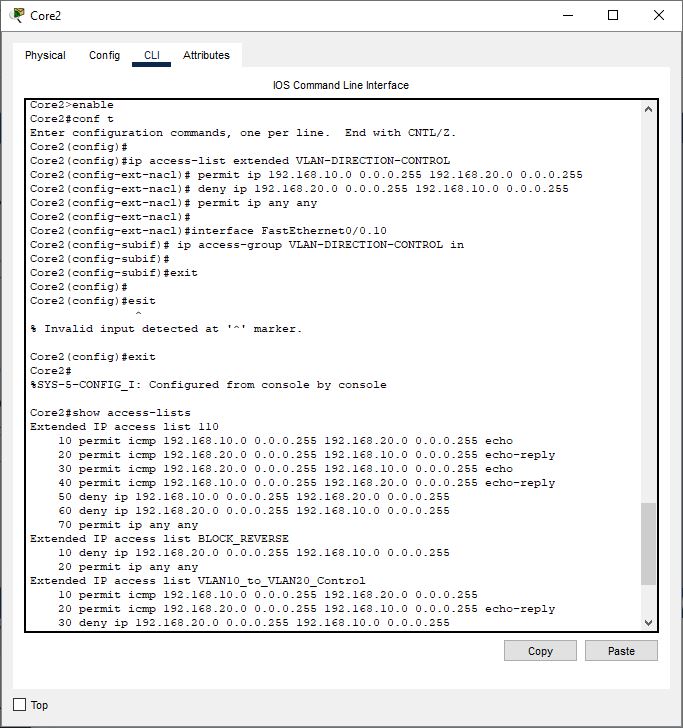 Core2
Physical Config CLI Attributes
IOS Command Line Interface
Core2>enable
Core2#conf t
Enter configuration commands, one per line.  End with CNTL/Z.
Core2(config)#
Core2(config)#ip access-list extended VLAN-DIRECTION-CONTROL
Core2(config-ext-nacl)# permit ip 192.168.10.0 0.0.0.255 192.168.20.0 0.0.0.255
Core2(config-ext-nacl)# deny ip 192.168.20.0 0.0.0.255 192.168.10.0 0.0.0.255
Core2(config-ext-nacl)# permit ip any any
Core2(config-ext-nacl)#
Core2(config-ext-nacl)#interface FastEthernet0/0.10
Core2(config-subif)# ip access-group VLAN-DIRECTION-CONTROL in
Core2(config-subif)#
Core2(config-subif)#exit
Core2(config)#
Core2(config)#esit
^
% Invalid input detected at '^' marker.
Core2(config)#exit
Core2#
%SYS-5-CONFIG_I: Configured from console by console
Core2#show access-lists
Extended IP access list 110
10 permit icmp 192.168.10.0 0.0.0.255 192.168.20.0 0.0.0.255 echo
20 permit icmp 192.168.20.0 0.0.0.255 192.168.10.0 0.0.0.255 echo-reply
30 permit icmp 192.168.20.0 0.0.0.255 192.168.10.0 0.0.0.255 echo
40 permit icmp 192.168.10.0 0.0.0.255 192.168.20.0 0.0.0.255 echo-reply
50 deny ip 192.168.10.0 0.0.0.255 192.168.20.0 0.0.0.255
60 deny ip 192.168.20.0 0.0.0.255 192.168.10.0 0.0.0.255
70 permit ip any any
Extended IP access list BLOCK_REVERSE
10 deny ip 192.168.20.0 0.0.0.255 192.168.10.0 0.0.0.255
20 permit ip any any
Extended IP access list VLAN10_to_VLAN20_Control
10 permit icmp 192.168.10.0 0.0.0.255 192.168.20.0 0.0.0.255
20 permit icmp 192.168.20.0 0.0.0.255 192.168.10.0 0.0.0.255 echo-reply
30 deny ip 192.168.20.0 0.0.0.255 192.168.10.0 0.0.0.255
Copy Paste
Top